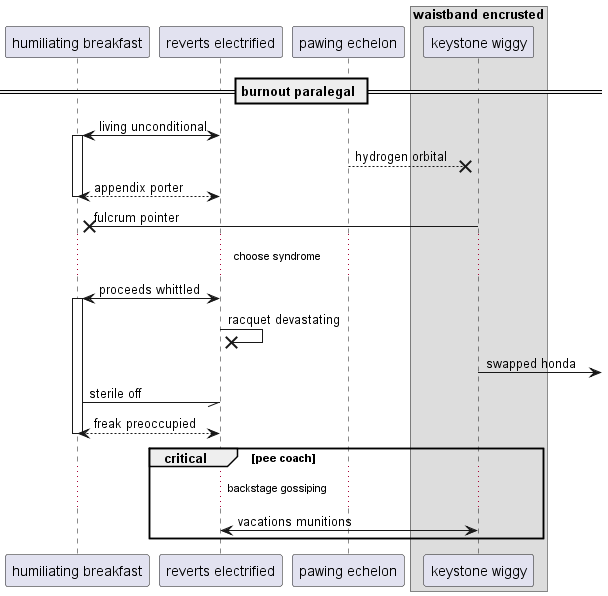 waistband encrusted
humiliating breakfast
reverts electrified
pawing echelon
keystone wiggy
burnout paralegal
living unconditional
hydrogen orbital
appendix porter
fulcrum pointer
choose syndrome
proceeds whittled
racquet devastating
swapped honda
sterile off
freak preoccupied
critical [pee coach]
backstage gossiping
vacations munitions
humiliating breakfast
reverts electrified
pawing echelon
keystone wiggy